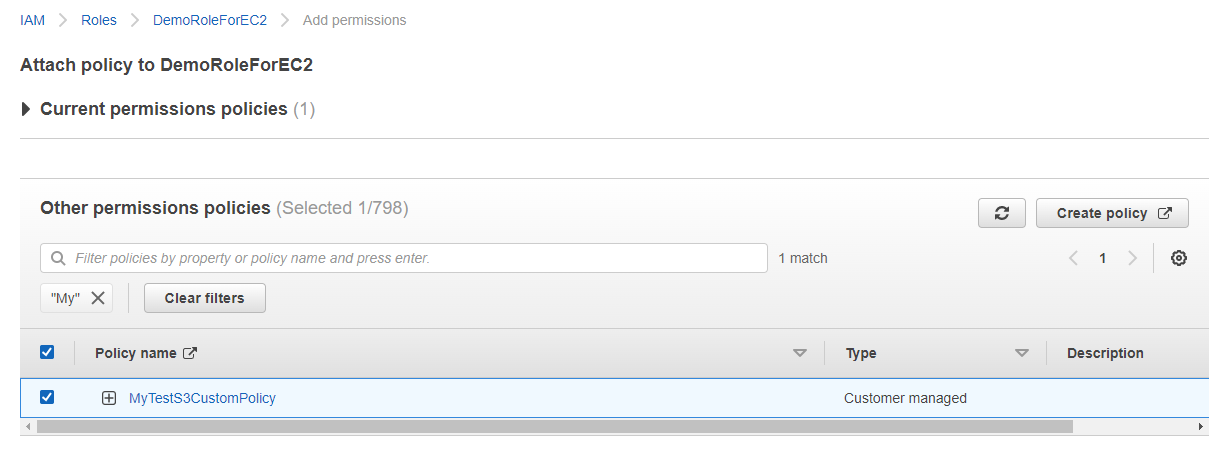 IAM > Roles > DemoRoleForEC2 > Add permissions
Attach policy to DemoRoleForEC2
Current permissions policies (1)
Other permissions policies (Selected 1/798)
Create policy
Filter policies by property or policy name and press enter.
1 match
1
"My"
Clear filters
Policy name
Type
Description
MyTestS3CustomPolicy
Customer managed